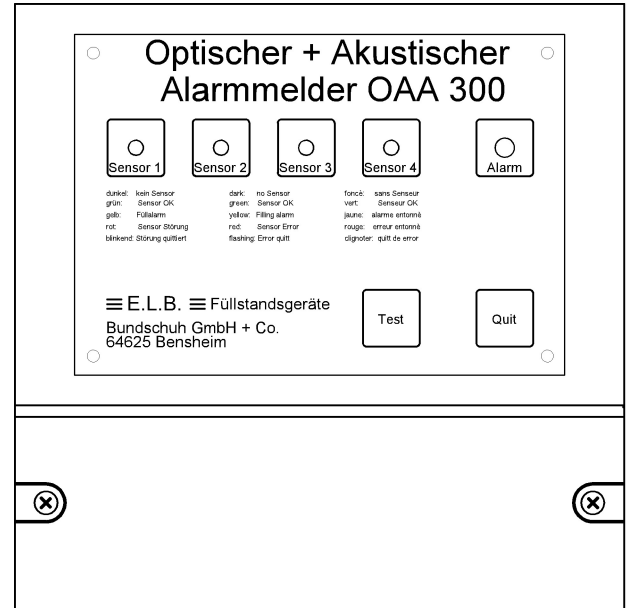 Optischer + Akustischer
Alarmmelder OAA 300
Sensor 1 Sensor 2 Sensor 3 Sensor 4 Alarm
dunkel: kein Sensor dark: no Sensor foncè: sans Senseur
grün: Sensor OK green: Sensor OK vert: Senseur OK
gelb: Füllalarm yellow: Filling alarm jaune: alarme entonnè
rot: Sensor Störung red: Sensor Error rouge: erreur entonnè
blinkend: Störung quittiert flashing: Error quitt clignoter: quitt de error
E.L.B. Füllstandsgeräte
Bundschuh GmbH + Co.
64625 Bensheim
Test Quit